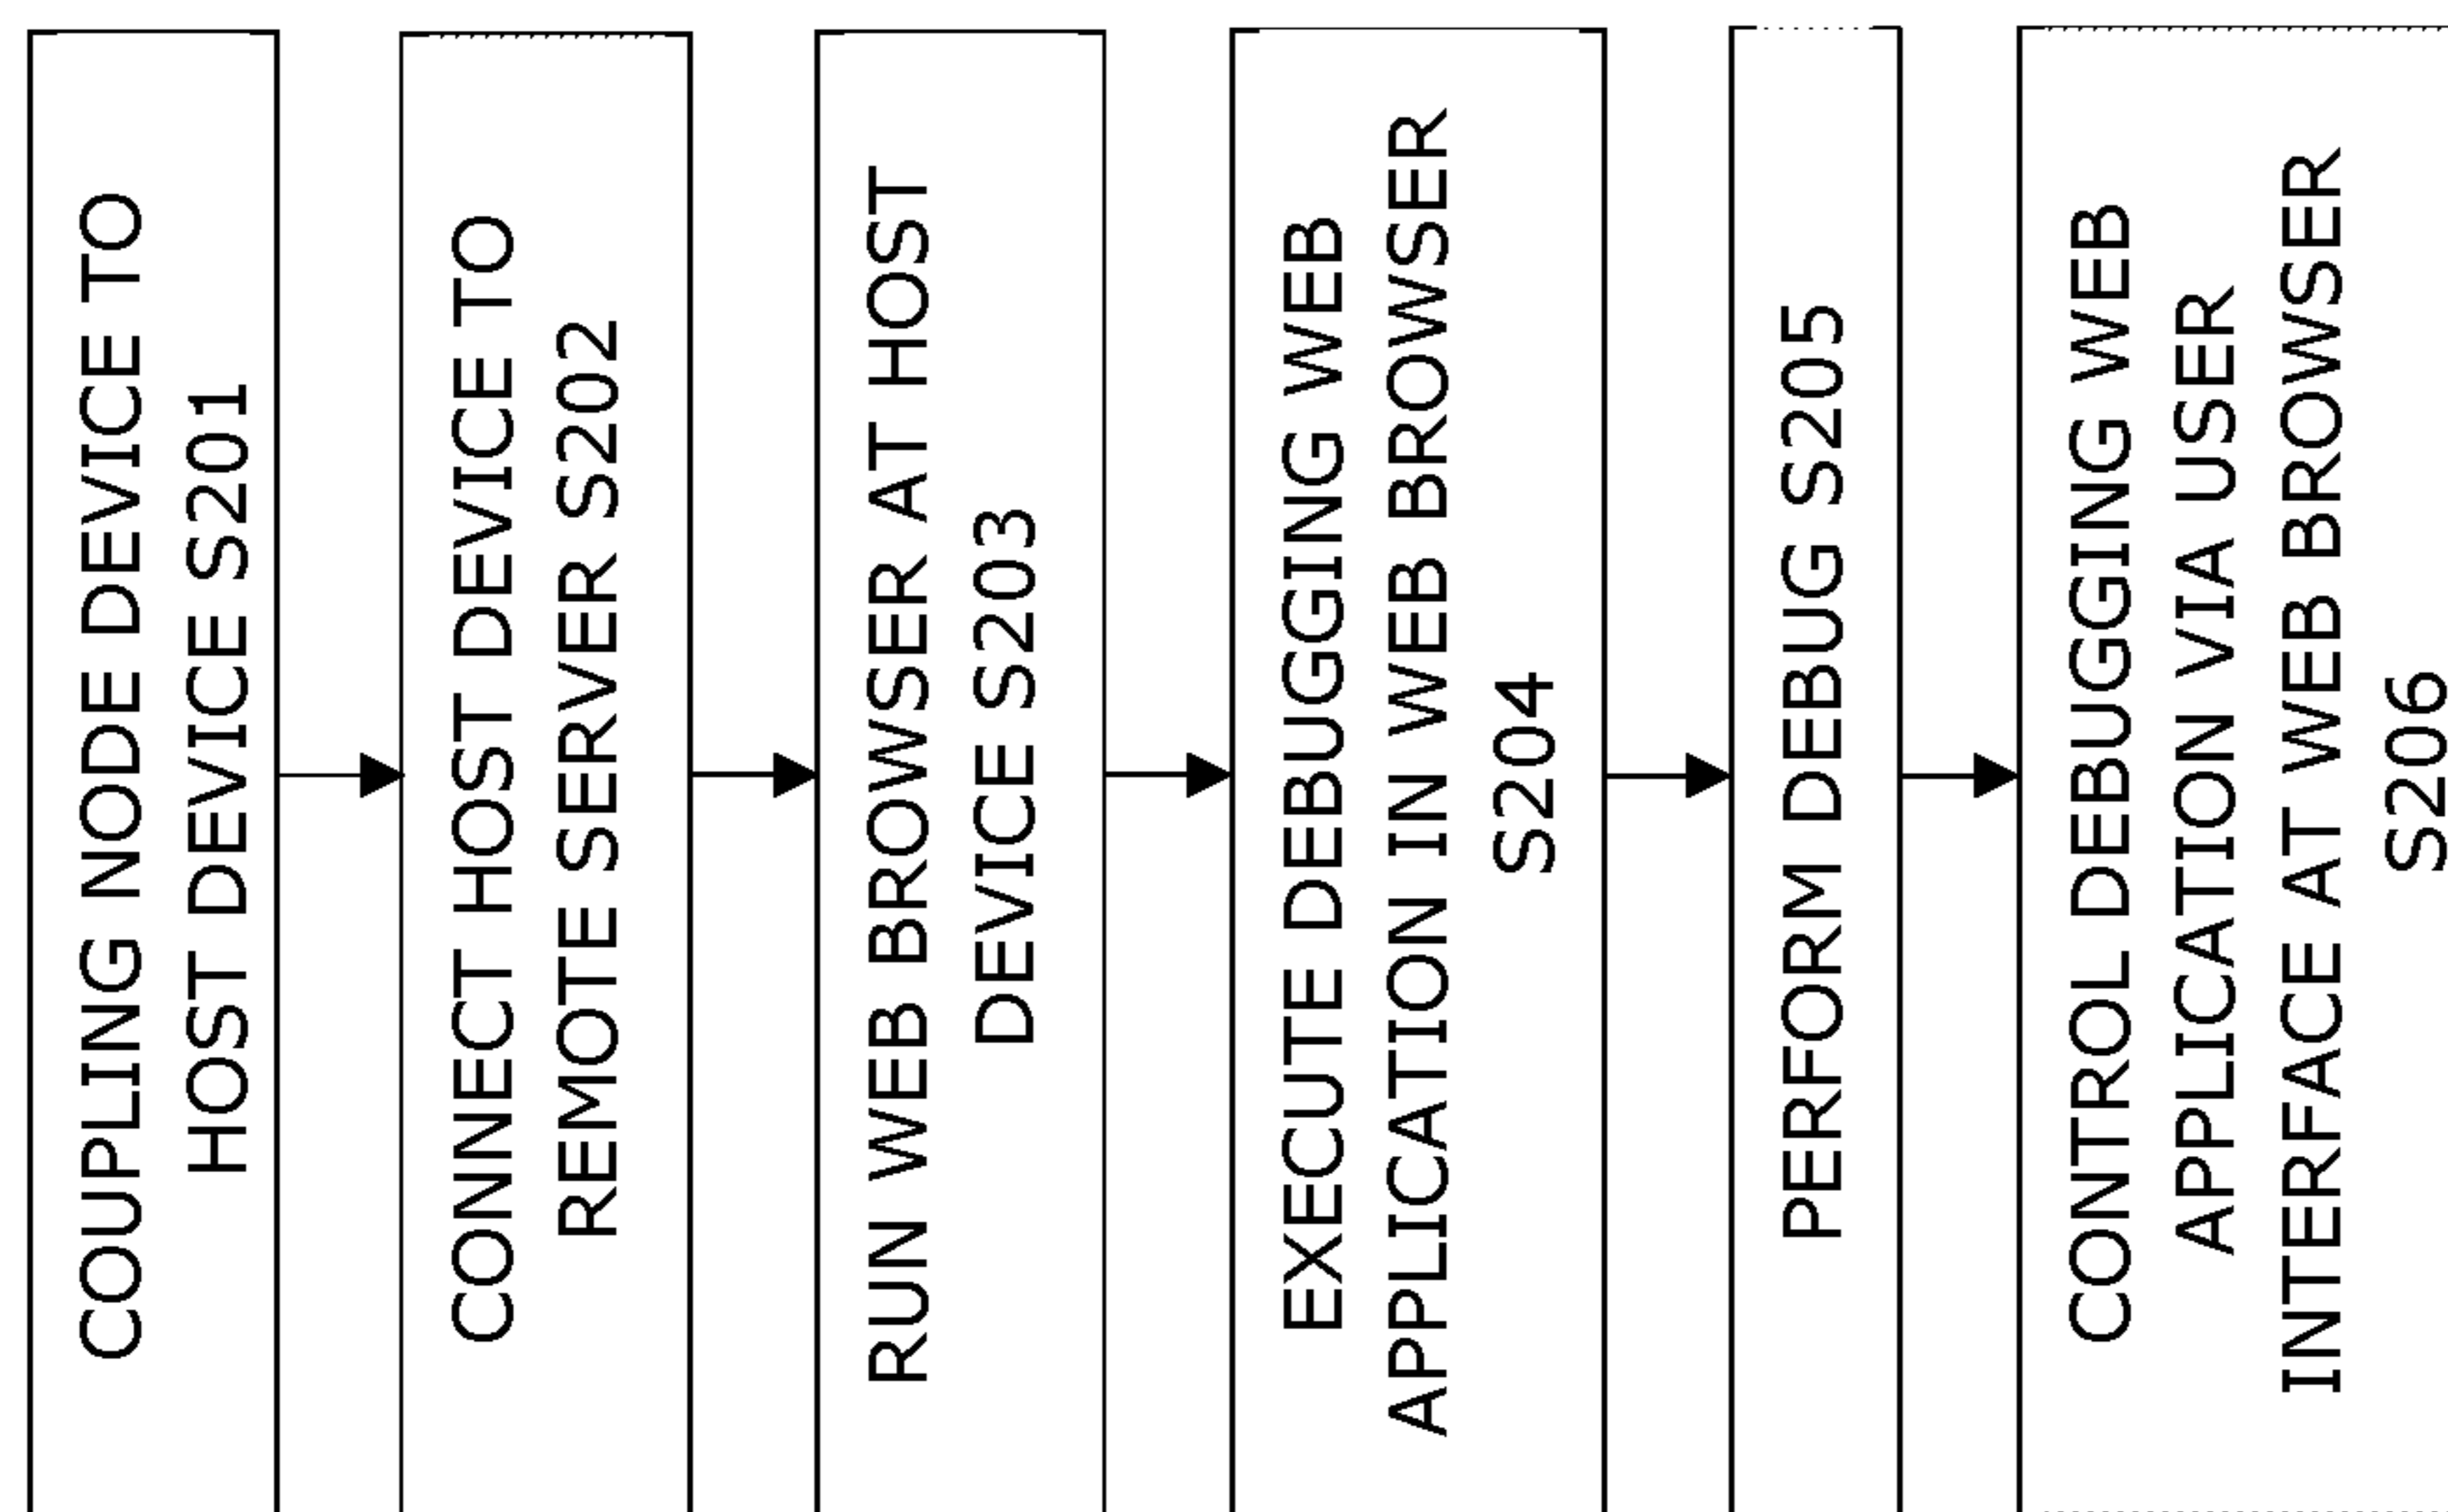 COUPLING NODE DEVICE TO
HOST DEVICE S201
CONNECT HOST DEVICE TO
REMOTE SERVER S202
RUN WEB BROWSER AT HOST
DEVICE S203
EXECUTE DEBUGGING WEB
APPLICATION IN WEB BROWSER
S204
PERFORM DEBUG S205
CONTROL DEBUGGING WEB
APPLICATION VIA USER
INTERFACE AT WEB BROWSER
S206